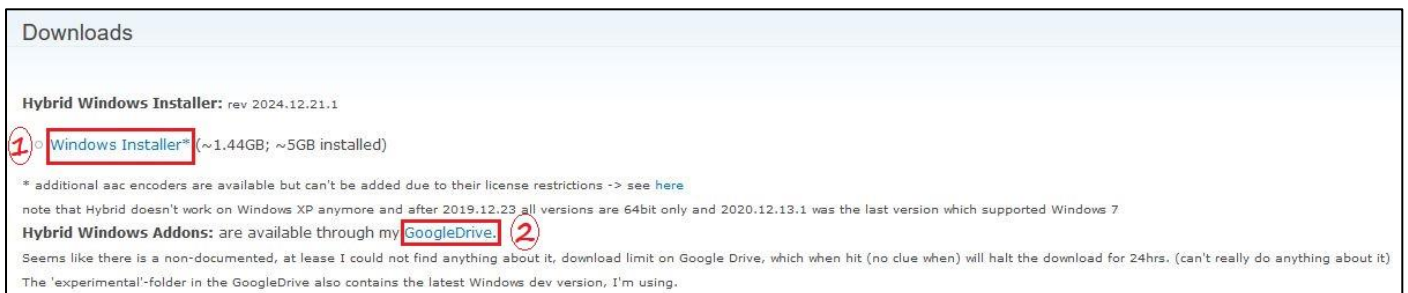 Downloads
Hybrid Windows Installer: rev 2024.12.21.1
1 Windows Installer* (~1.44GB; ~5GB installed)
* additional aac encoders are available but can't be added due to their license restrictions -> see here
note that Hybrid doesn't work on Windows XP anymore and after 2019.12.23 all versions are 64bit only and 2020.12.13.1 was the last version which supported Windows 7
Hybrid Windows Addons: are available through my GoogleDrive. 2
Seems like there is a non-documented, at lease I could not find anything about it, download limit on Google Drive, which when hit (no clue when) will halt the download for 24hrs. (can't really do anything about it)
The 'experimental'-folder in the GoogleDrive also contains the latest Windows dev version, I'm using.